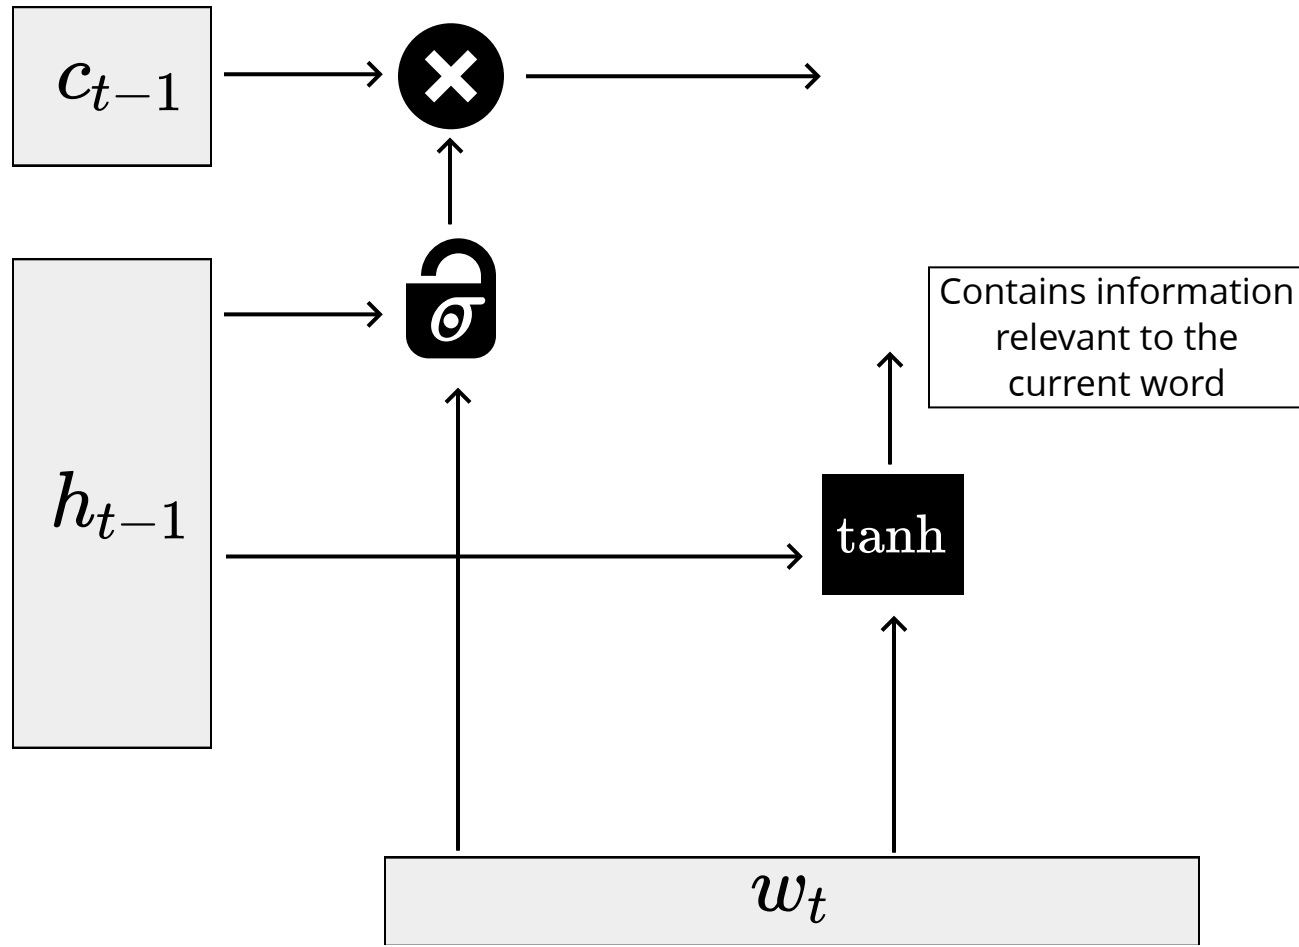 c_{t-1}
σ
Contains information
relevant to the
current word
h_{t-1}
tanh
w_t